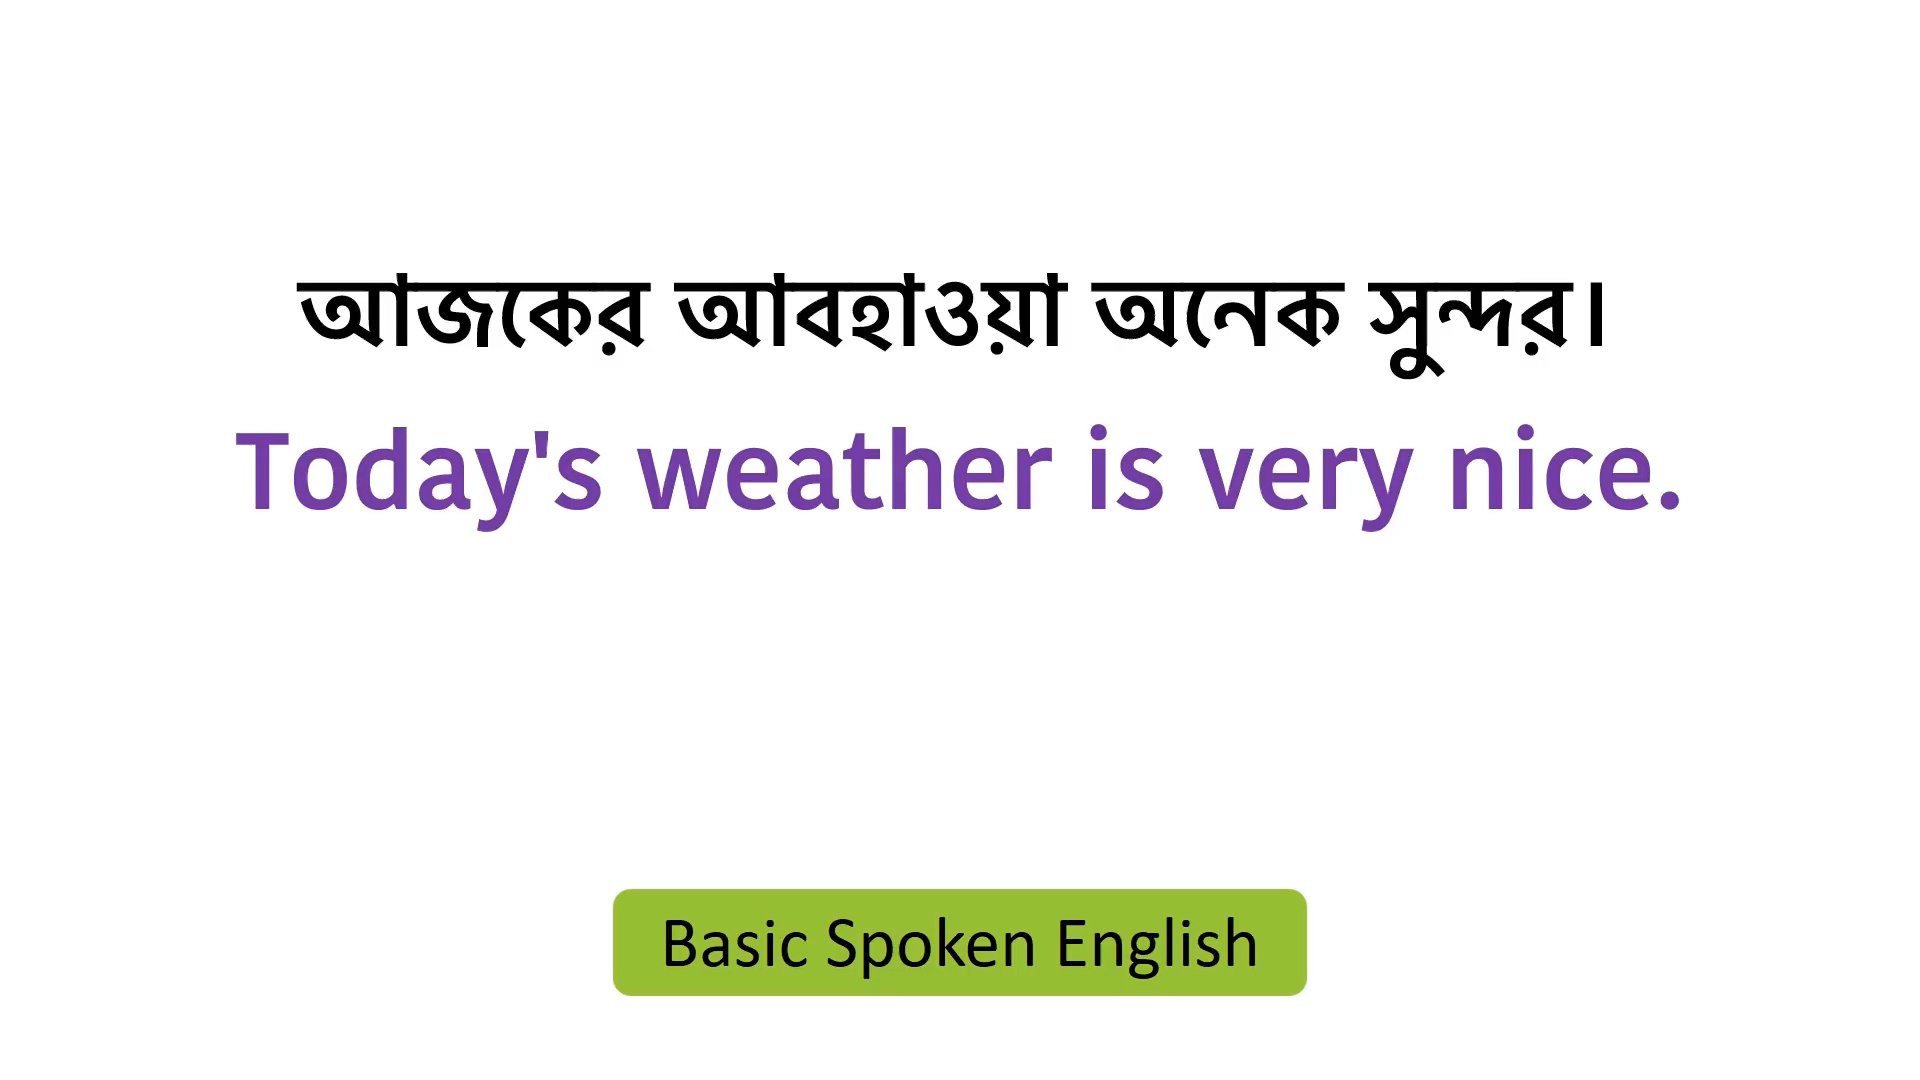 আজকের আবহাওয়া অনেক সুন্দর।
Today's weather is very nice.
Basic Spoken English